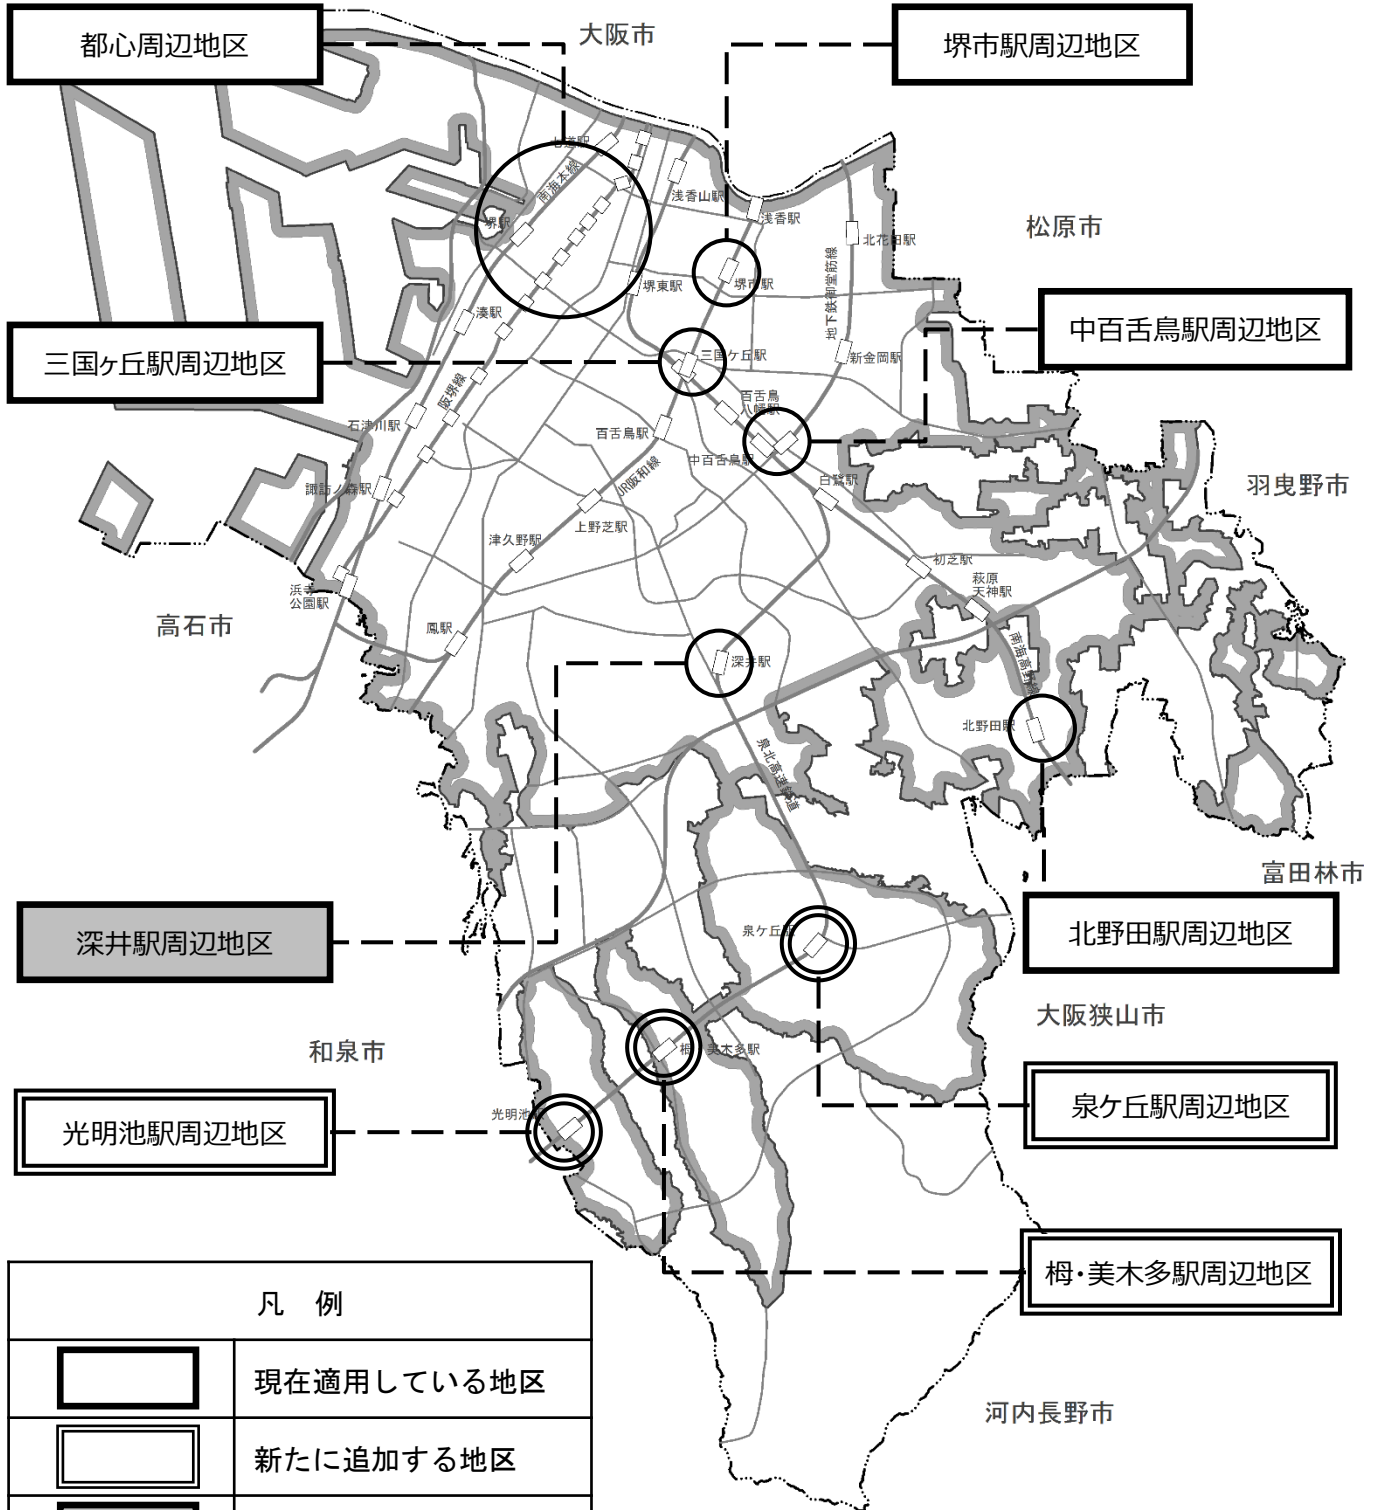 都心周辺地区
大阪市
堺市駅周辺地区
七道駅
南海本線
浅香山駅
浅香駅
松原市
堺駅
北花田駅
地下鉄御堂筋線
堺東駅
堺市駅
湊駅
中百舌鳥駅周辺地区
三国ヶ丘駅周辺地区
三国ケ丘駅
新金岡駅
阪堺線
百舌鳥
八幡駅
石津川駅
百舌鳥駅
中百舌鳥駅
JR阪和線
白鷺駅
羽曳野市
諏訪ノ森駅
上野芝駅
津久野駅
初芝駅
萩原
天神駅
浜寺
公園駅
高石市
鳳駅
南海高野線
深井駅
北野田駅
泉北高速鉄道
富田林市
深井駅周辺地区
泉ケ丘駅
北野田駅周辺地区
大阪狭山市
和泉市
栂・美木多駅
泉ケ丘駅周辺地区
光明池駅
光明池駅周辺地区
栂・美木多駅周辺地区
凡 例
現在適用している地区
河内長野市
新たに追加する地区